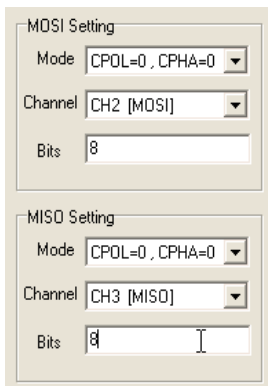 MOSI Setting
Mode CPOL=0 , CPHA=0
Channel CH2 [MOSI]
Bits 8
MISO Setting
Mode CPOL=0 , CPHA=0
Channel CH3 [MISO]
Bits 8